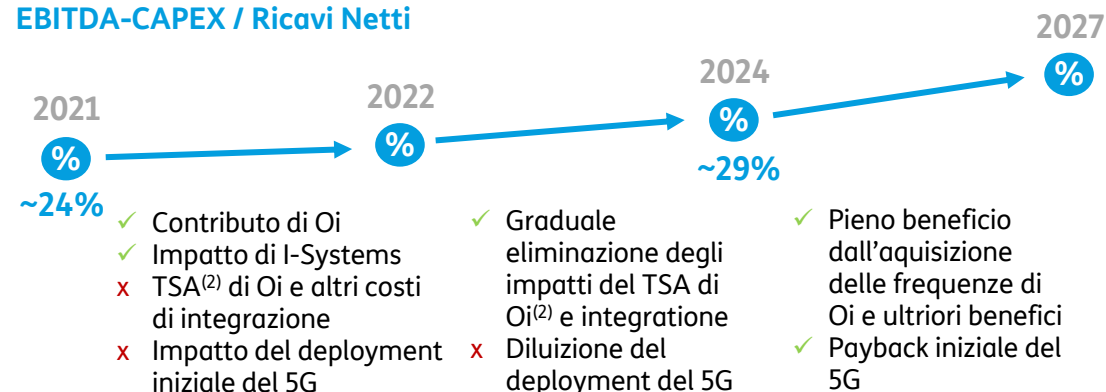 EBITDA-CAPEX / Ricavi Netti
2027
2024
2022
2021
%
%
%
%
~29%
~24%
✓ Contributo di Oi
✓ Impatto di I-Systems
x TSA(2) di Oi e altri costi
di integrazione
x Impatto del deployment
iniziale del 5G
✓ Graduale
eliminazione degli
impatti del TSA di
Oi(2) e integratione
x Diluizione del
deployment del 5G
✓ Pieno beneficio
dall'aquisizione
delle frequenze di
Oi e ultriori benefici
✓ Payback iniziale del
5G